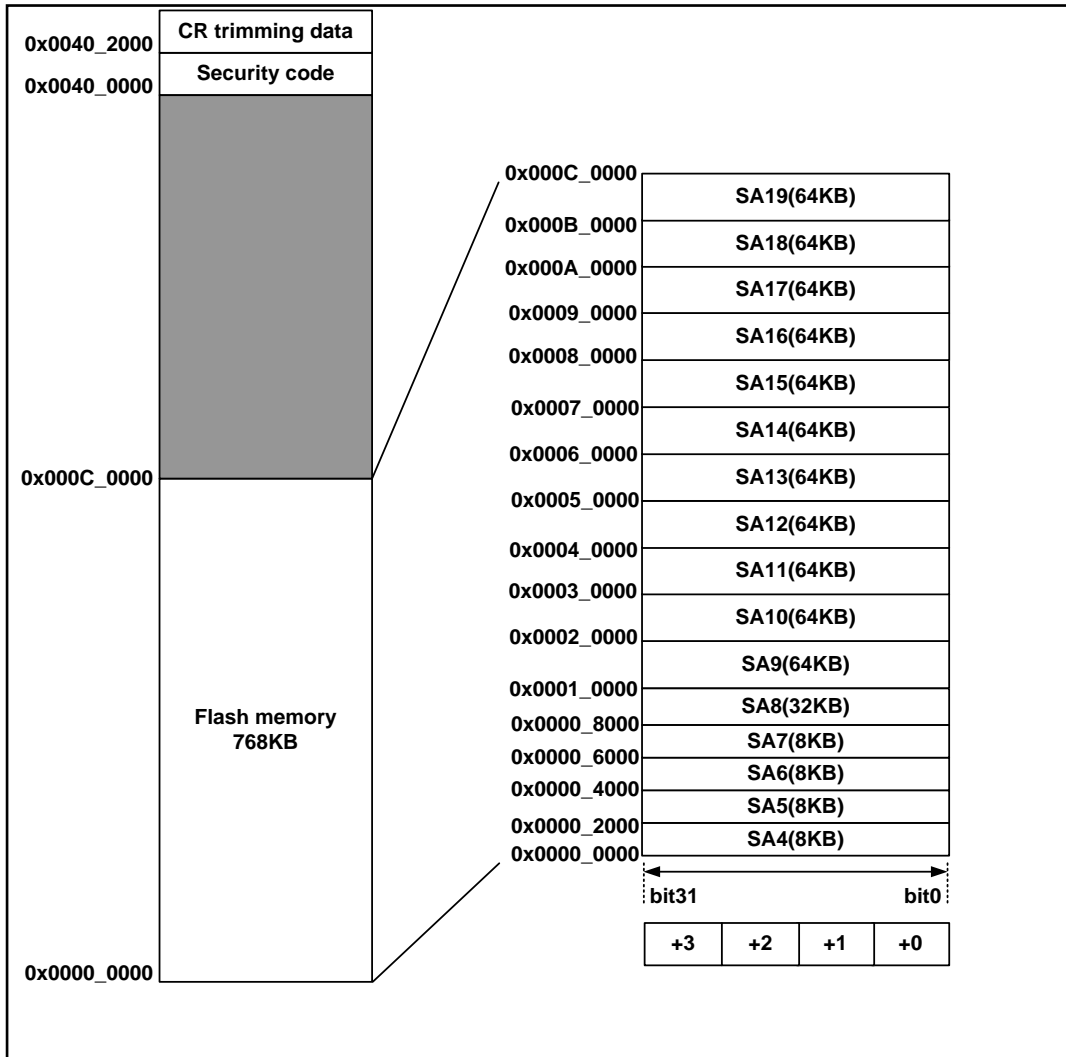 CR trimming data
0x0040_2000
Security code
0x0040_0000
0x000C_0000
Flash memory
768KB
0x0000_0000
0x000C_0000
SA19(64KB)
0x000B_0000
SA18(64KB)
0x000A_0000
SA17(64KB)
0x0009_0000
SA16(64KB)
0x0008_0000
SA15(64KB)
0x0007_0000
SA14(64KB)
0x0006_0000
SA13(64KB)
0x0005_0000
SA12(64KB)
0x0004_0000
SA11(64KB)
0x0003_0000
SA10(64KB)
0x0002_0000
SA9(64KB)
0x0001_0000
SA8(32KB)
0x0000_8000
SA7(8KB)
0x0000_6000
SA6(8KB)
0x0000_4000
SA5(8KB)
0x0000_2000
SA4(8KB)
0x0000_0000
bit31 bit0
+3 +2 +1 +0